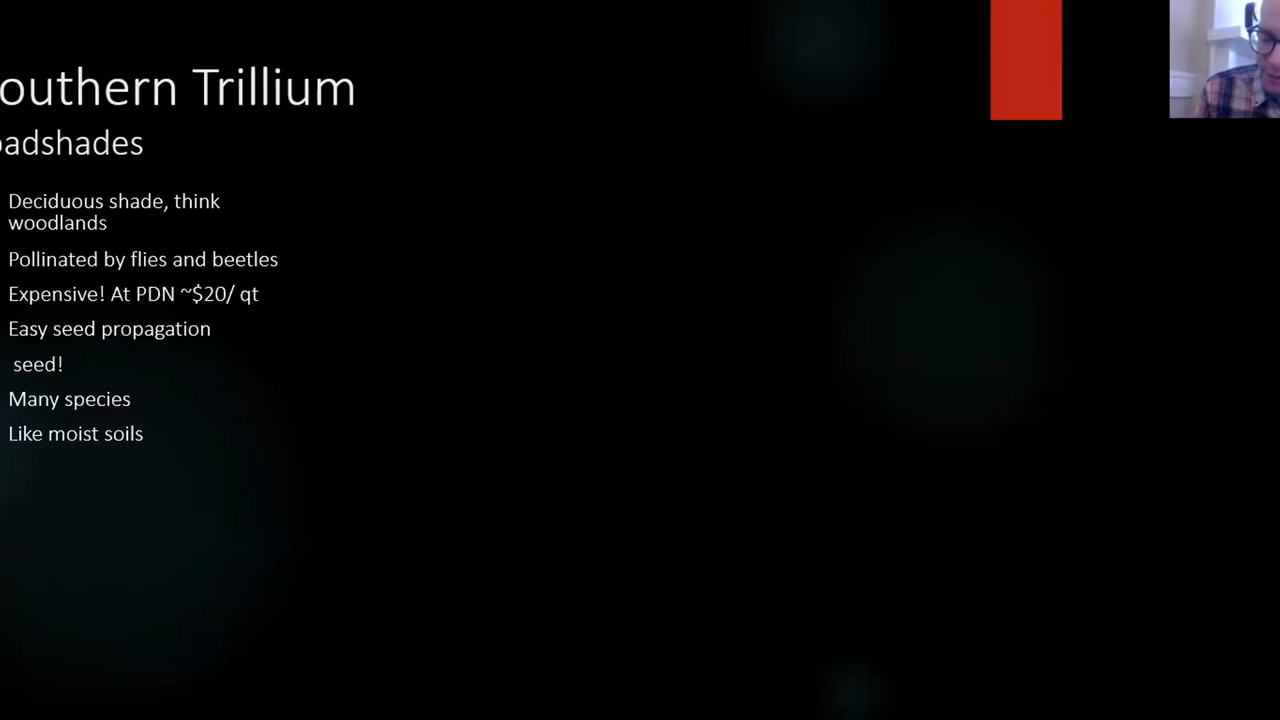 outhern Trillium
oadshades
Deciduous shade, think
woodlands
Pollinated by flies and beetles
Expensive! At PDN ~$20/ qt
Easy seed propagation
seed!
Many species
Like moist soils